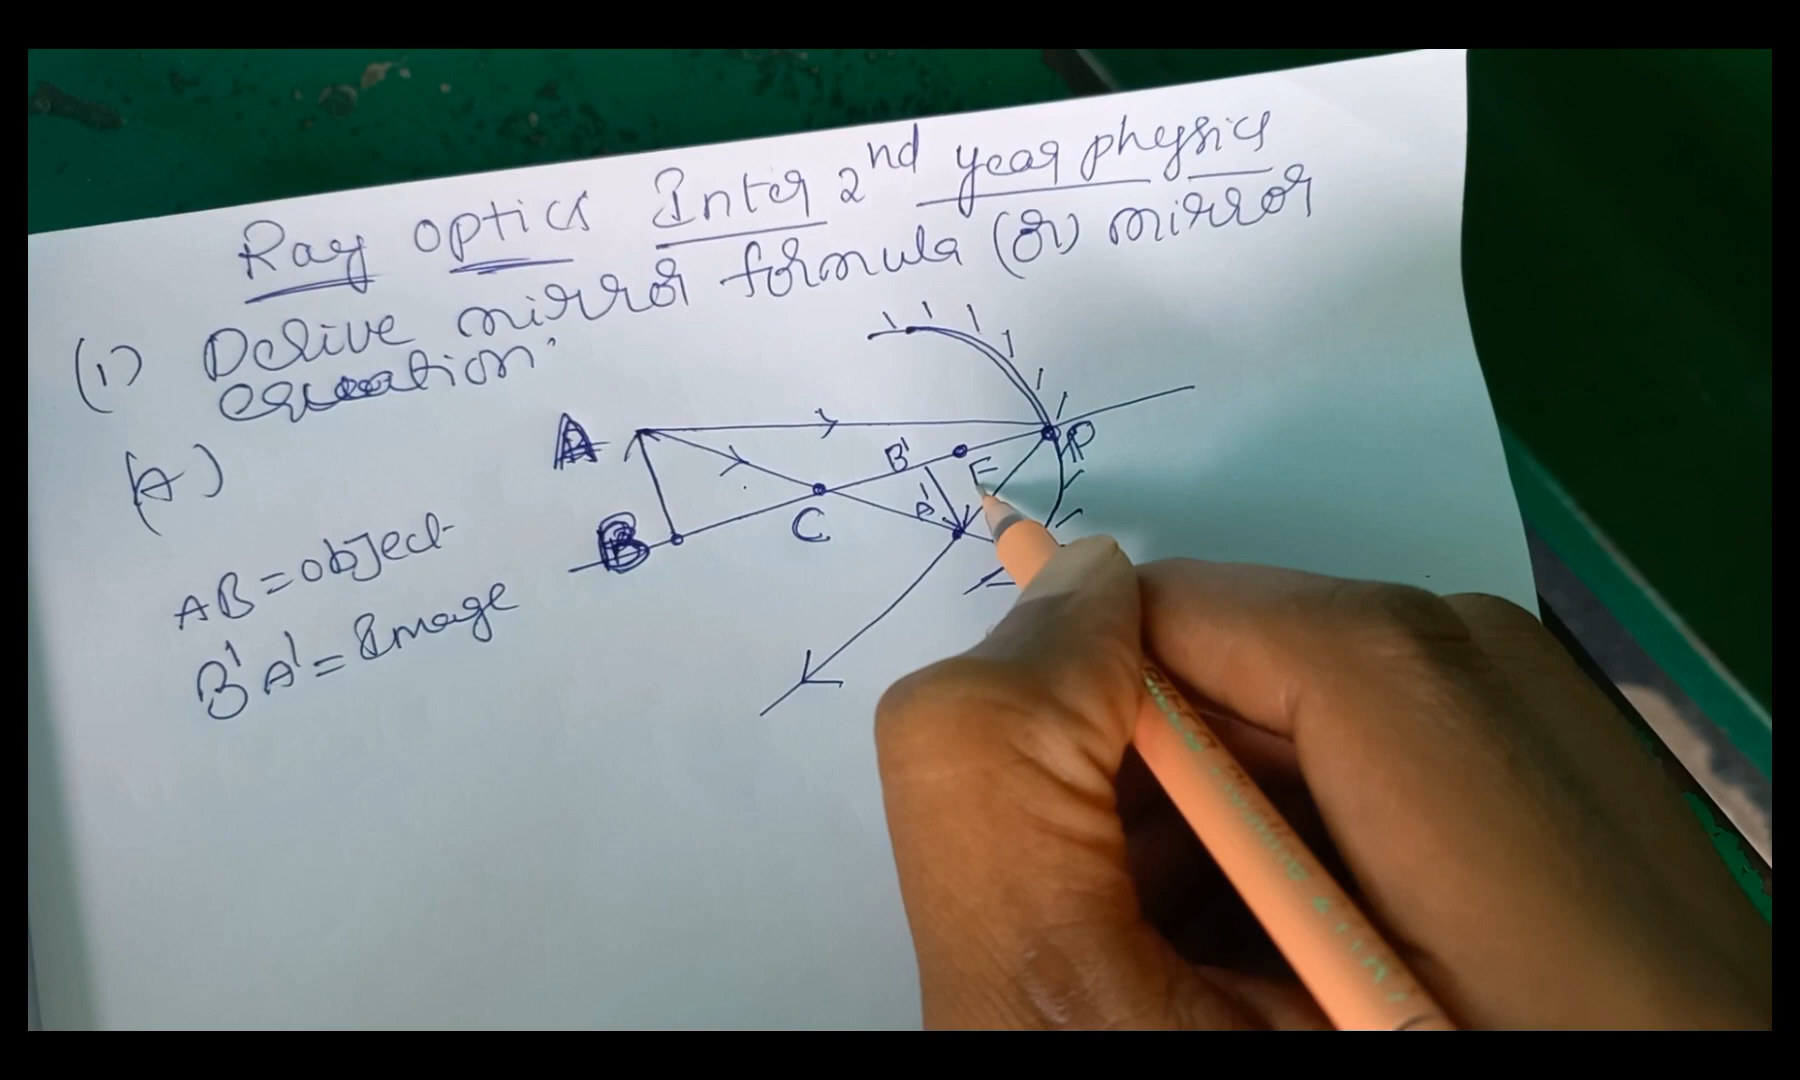 Ray optics Inter 2nd year physics
(1) Derive mirror formula (or) mirror
equation:
(A)
A
B
C
B'
A'
F
P
AB = object
B'A' = Image